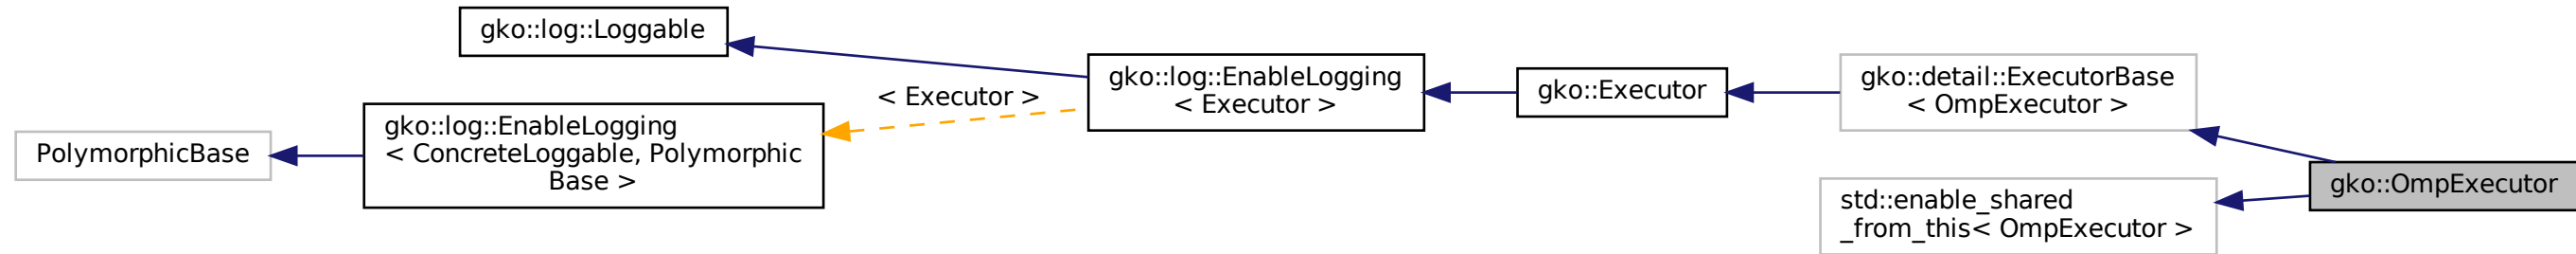 gko::log::Loggable
gko::log::EnableLogging
< Executor >
gko::Executor
gko::detail::ExecutorBase
< OmpExecutor >
< Executor >
gko::log::EnableLogging
< ConcreteLoggable, Polymorphic
Base >
PolymorphicBase
gko::OmpExecutor
std::enable_shared
_from_this< OmpExecutor >